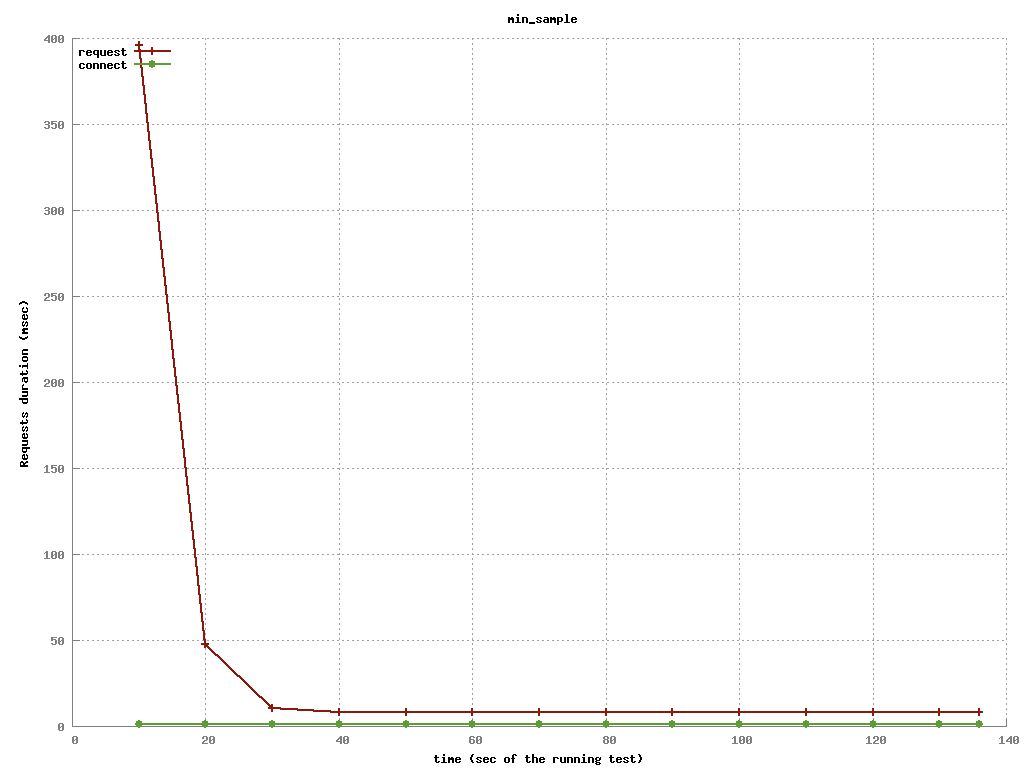 min_sample
request
connect
400
350
300
250
200
150
100
50
0
Requests duration (msec)
0 20 40 60 80 100 120 140
time (sec of the running test)